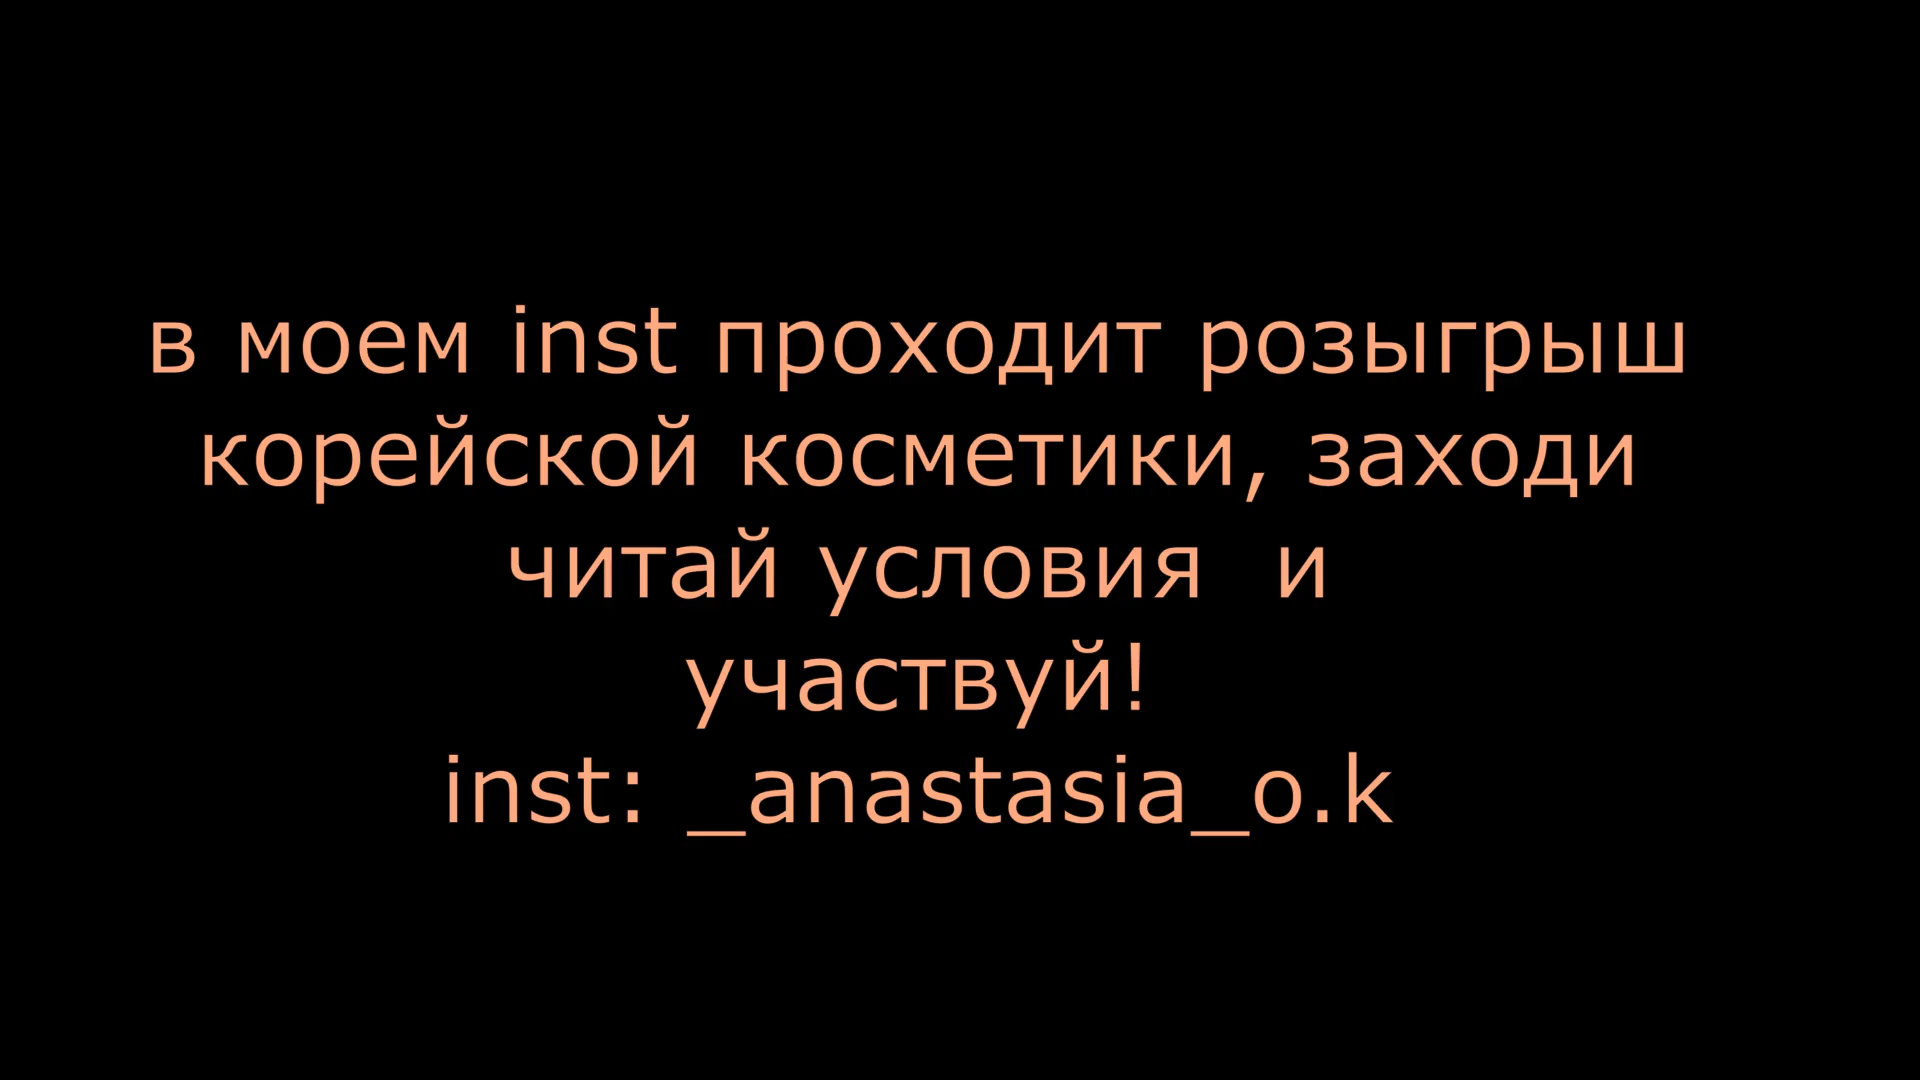 в моем inst проходит розыгрыш
корейской косметики, заходи
читай условия  и
участвуй!
inst: _anastasia_o.k